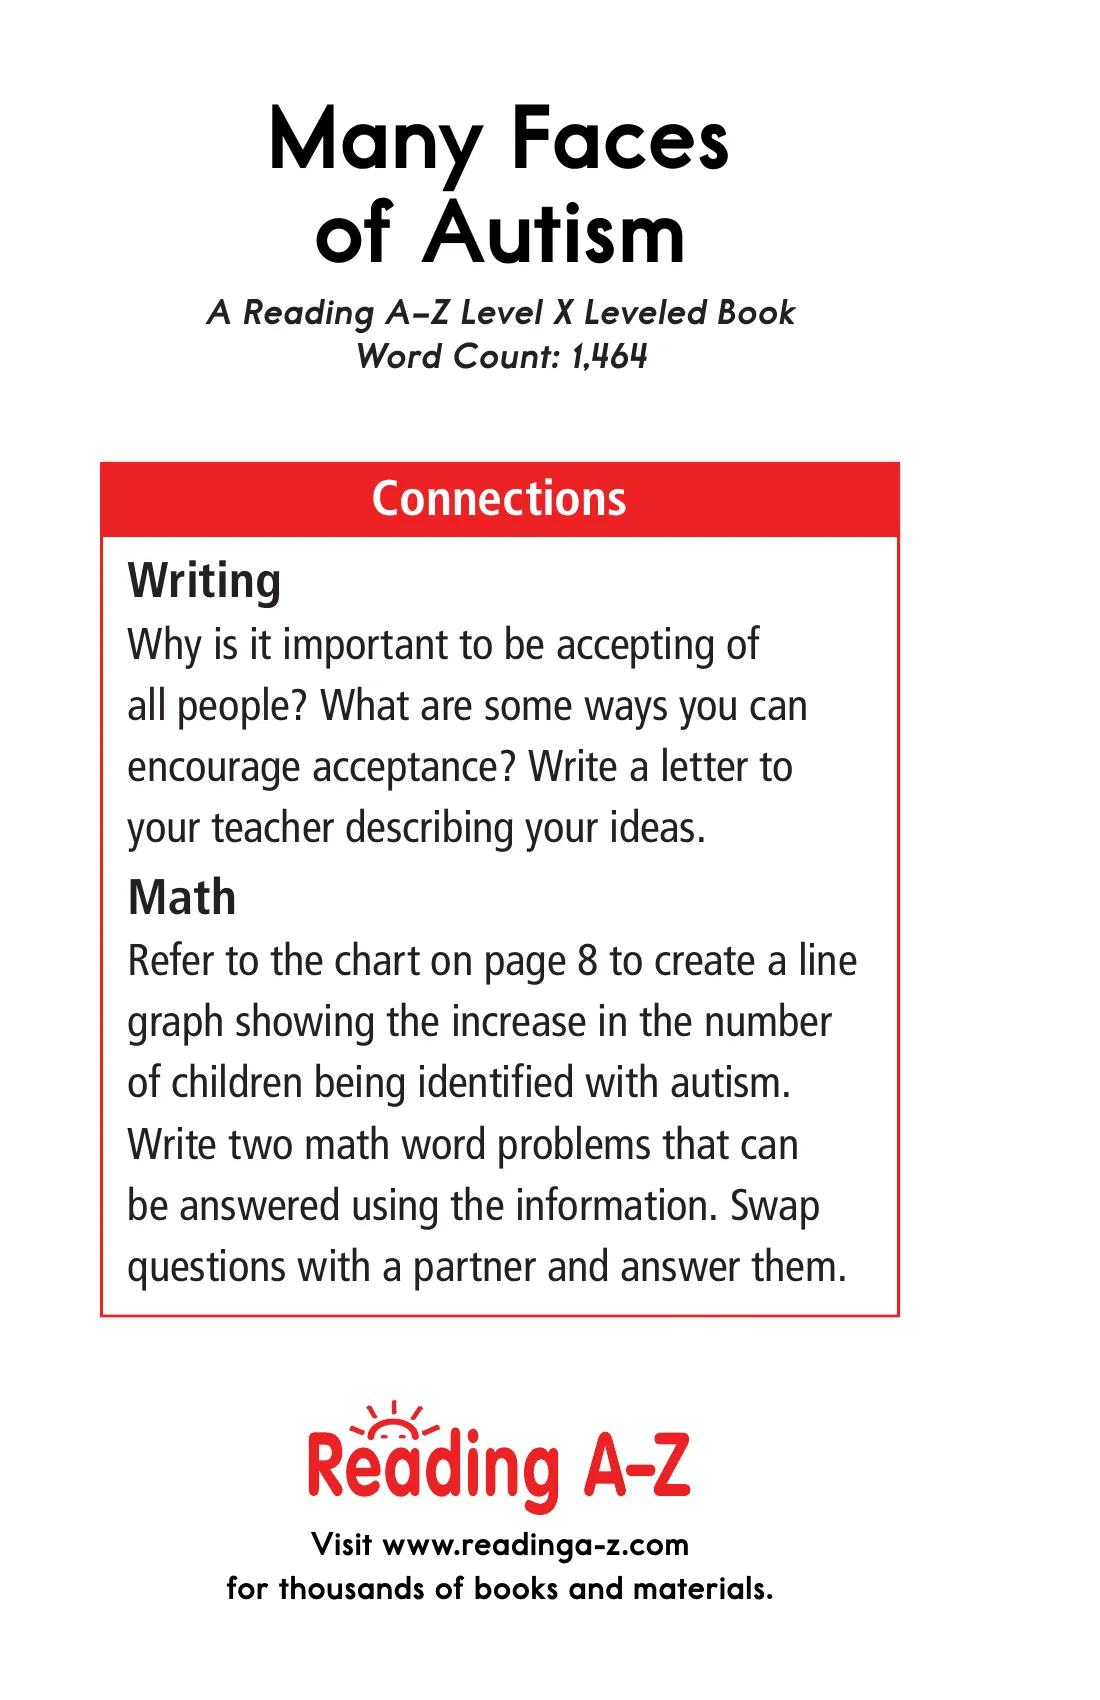 Many Faces
of Autism
A Reading A–Z Level X Leveled Book
Word Count: 1,464
Connections
Writing
Why is it important to be accepting of
all people? What are some ways you can
encourage acceptance? Write a letter to
your teacher describing your ideas.
Math
Refer to the chart on page 8 to create a line
graph showing the increase in the number
of children being identified with autism.
Write two math word problems that can
be answered using the information. Swap
questions with a partner and answer them.
Reading A–Z
Visit www.readinga-z.com
for thousands of books and materials.